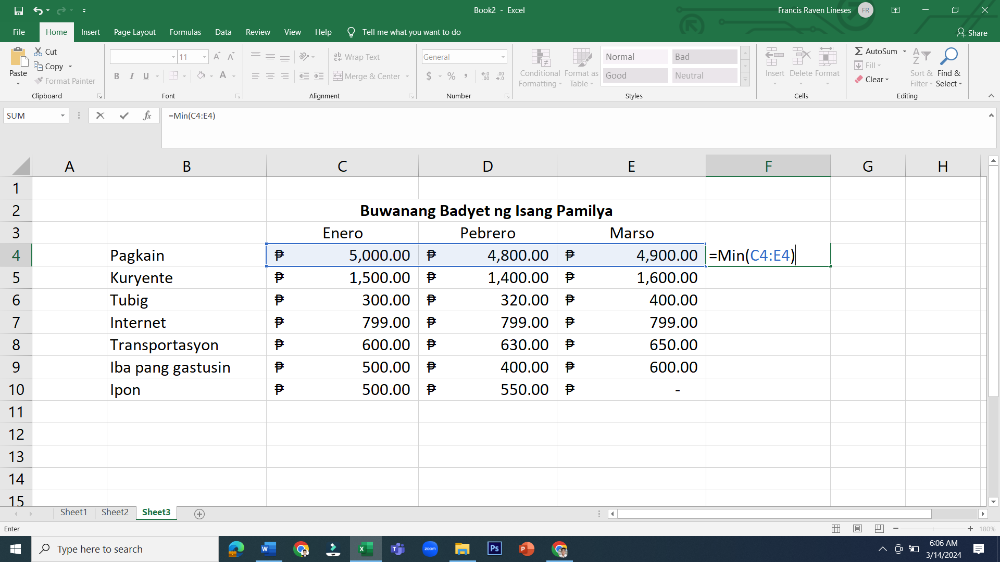 Book2 - Excel
Francis Raven Lineses FR
File Home Insert Page Layout Formulas Data Review View Help Tell me what you want to do Share
Paste Cut Copy Format Painter Clipboard
11 B I U A Font
Wrap Text Merge & Center Alignment
General $ % , Number
Conditional Formatting Format as Table Normal Bad Good Neutral Styles
Insert Delete Format Cells
AutoSum Fill Clear Sort & Filter Find & Select Editing
SUM fx =Min(C4:E4)
A B C D E F G H
1
2 Buwanang Badyet ng Isang Pamilya
3 Enero Pebrero Marso
4 Pagkain ₱ 5,000.00 ₱ 4,800.00 ₱ 4,900.00 =Min(C4:E4)
5 Kuryente ₱ 1,500.00 ₱ 1,400.00 ₱ 1,600.00
6 Tubig ₱ 300.00 ₱ 320.00 ₱ 400.00
7 Internet ₱ 799.00 ₱ 799.00 ₱ 799.00
8 Transportasyon ₱ 600.00 ₱ 630.00 ₱ 650.00
9 Iba pang gastusin ₱ 500.00 ₱ 400.00 ₱ 600.00
10 Ipon ₱ 500.00 ₱ 550.00 ₱ -
11
12
13
14
15
Sheet1 Sheet2 Sheet3
Enter 180%
Type here to search W X T zoom Ps P 6:06 AM
3/14/2024